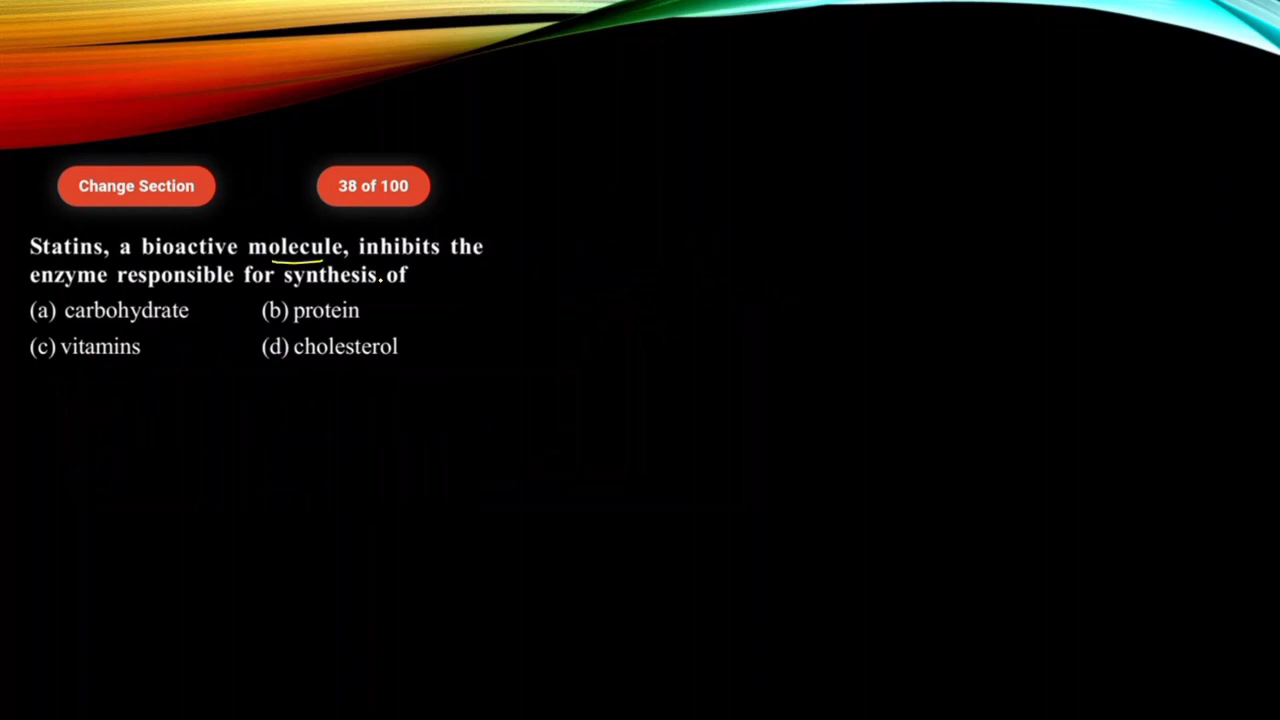 Change Section 38 of 100
Statins, a bioactive molecule, inhibits the
enzyme responsible for synthesis of
(a) carbohydrate (b) protein
(c) vitamins (d) cholesterol